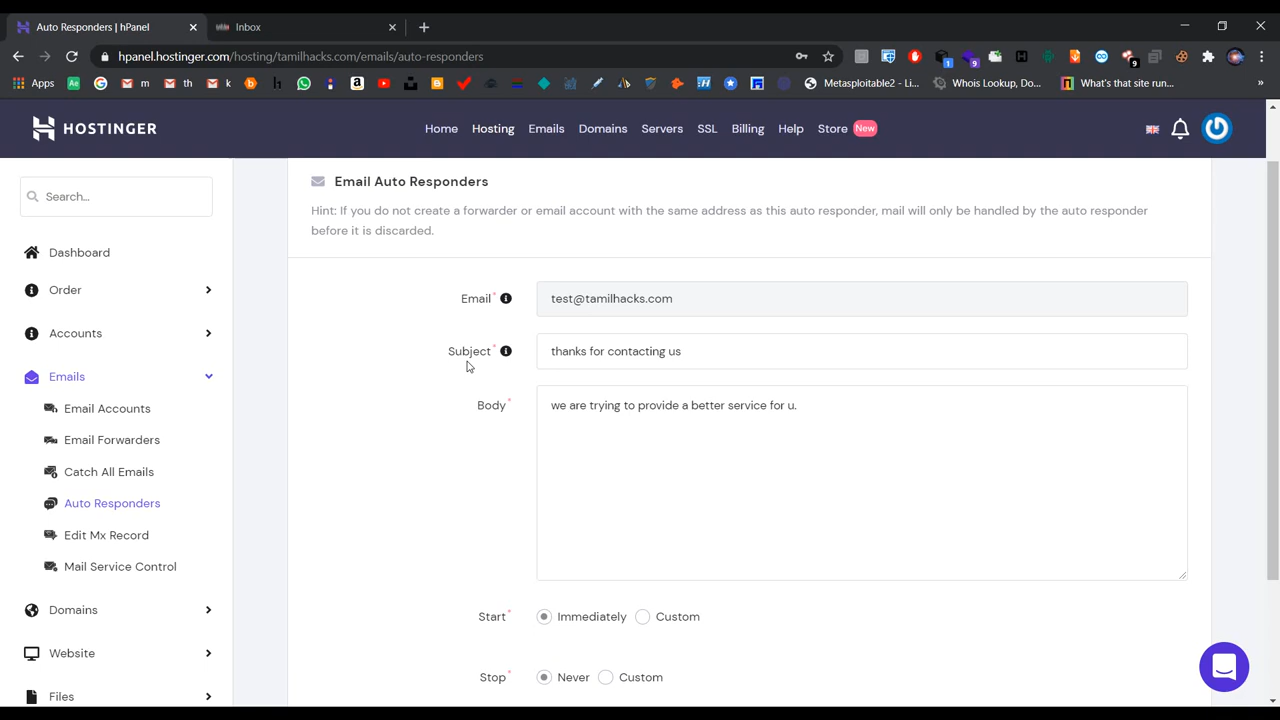 Auto Responders | hPanel
Inbox
hpanel.hostinger.com/hosting/tamilhacks.com/emails/auto-responders
Apps
m
th
k
Metasploitable2 - Li...
Whois Lookup, Do...
What's that site run...
HOSTINGER
Home
Hosting
Emails
Domains
Servers
SSL
Billing
Help
Store
New
Search...
Dashboard
Order
Accounts
Emails
Email Accounts
Email Forwarders
Catch All Emails
Auto Responders
Edit Mx Record
Mail Service Control
Domains
Website
Files
Email Auto Responders
Hint: If you do not create a forwarder or email account with the same address as this auto responder, mail will only be handled by the auto responder
before it is discarded.
Email*
test@tamilhacks.com
Subject*
thanks for contacting us
Body*
we are trying to provide a better service for u.
Start*
Immediately
Custom
Stop*
Never
Custom